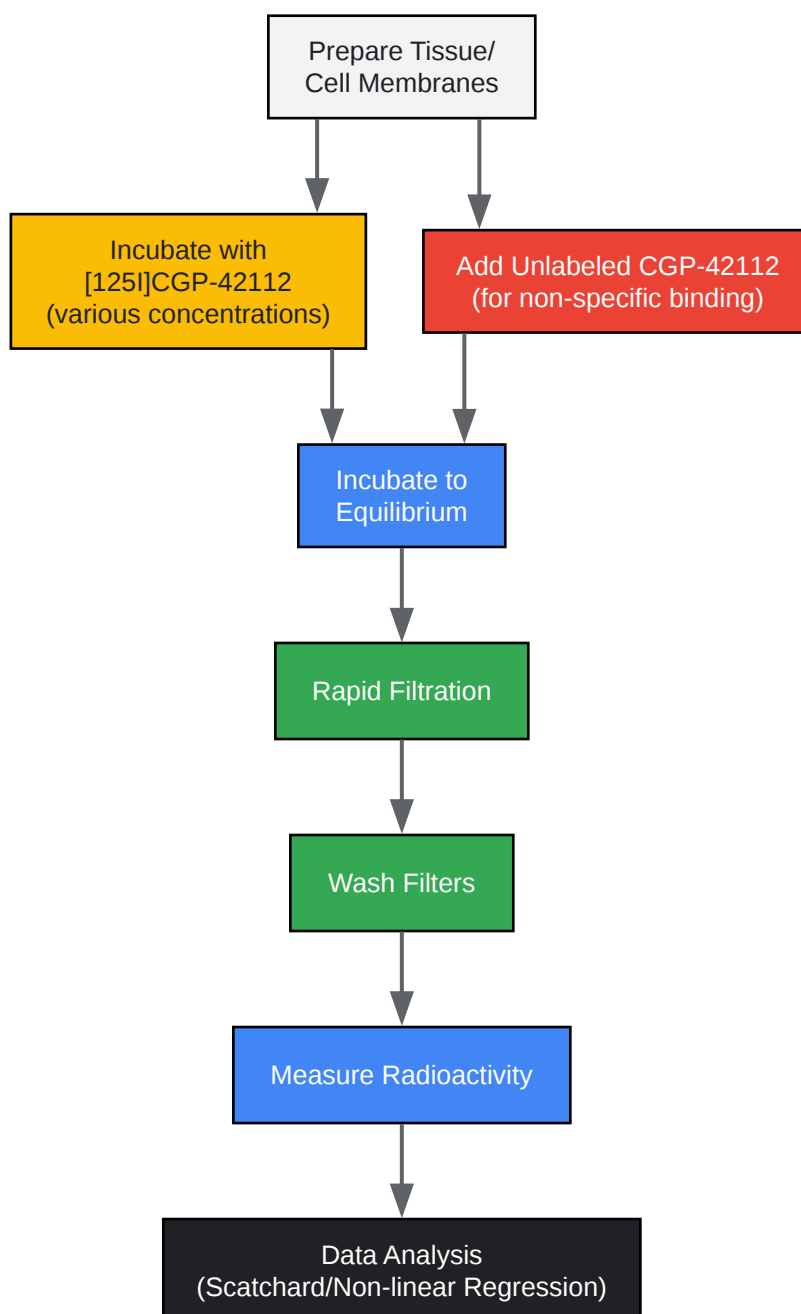 Prepare Tissue/
Cell Membranes
Incubate with
[125I]CGP-42112
(various concentrations)
Add Unlabeled CGP-42112
(for non-specific binding)
Incubate to
Equilibrium
Rapid Filtration
Wash Filters
Measure Radioactivity
Data Analysis
(Scatchard/Non-linear Regression)